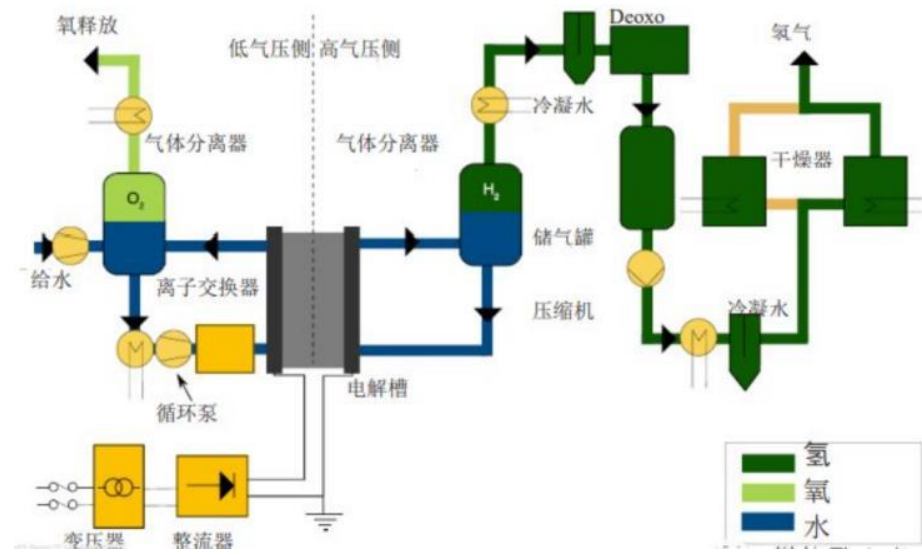 氧释放
低气压侧
高气压侧
Deoxo
氢气
冷凝水
气体分离器
气体分离器
干燥器
O2
H2
储气罐
给水
离子交换器
压缩机
冷凝水
电解槽
循环泵
氢
氧
水
变压器
整流器